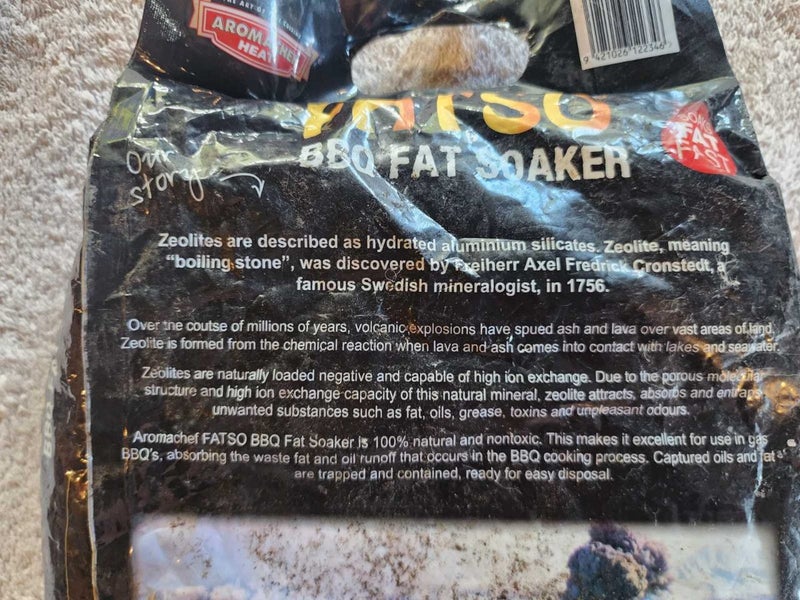 THE ART OF
AROMA
HEAT
9 421026 122346
FATSO
BBQ FAT SOAKER
SOAKS
FAT
FAST
Our
story
Zeolites are described as hydrated aluminium silicates. Zeolite, meaning
"boiling stone", was discovered by Freiherr Axel Fredrick Cronstedt, a
famous Swedish mineralogist, in 1756.
Over the coutse of millions of years, volcanic explosions have spued ash and lava over vast areas of land.
Zeolite is formed from the chemical reaction when lava and ash comes into contact with lakes and seawater.
Zeolites are naturally loaded negative and capable of high ion exchange. Due to the porous molecular
structure and high ion exchange capacity of this natural mineral, zeolite attracts, absorbs and entraps
unwanted substances such as fat, oils, grease, toxins and unpleasant odours.
Aromachef FATSO BBQ Fat Soaker is 100% natural and nontoxic. This makes it excellent for use in gas
BBQ's, absorbing the waste fat and oil runoff that occurs in the BBQ cooking process. Captured oils and fat
are trapped and contained, ready for easy disposal.